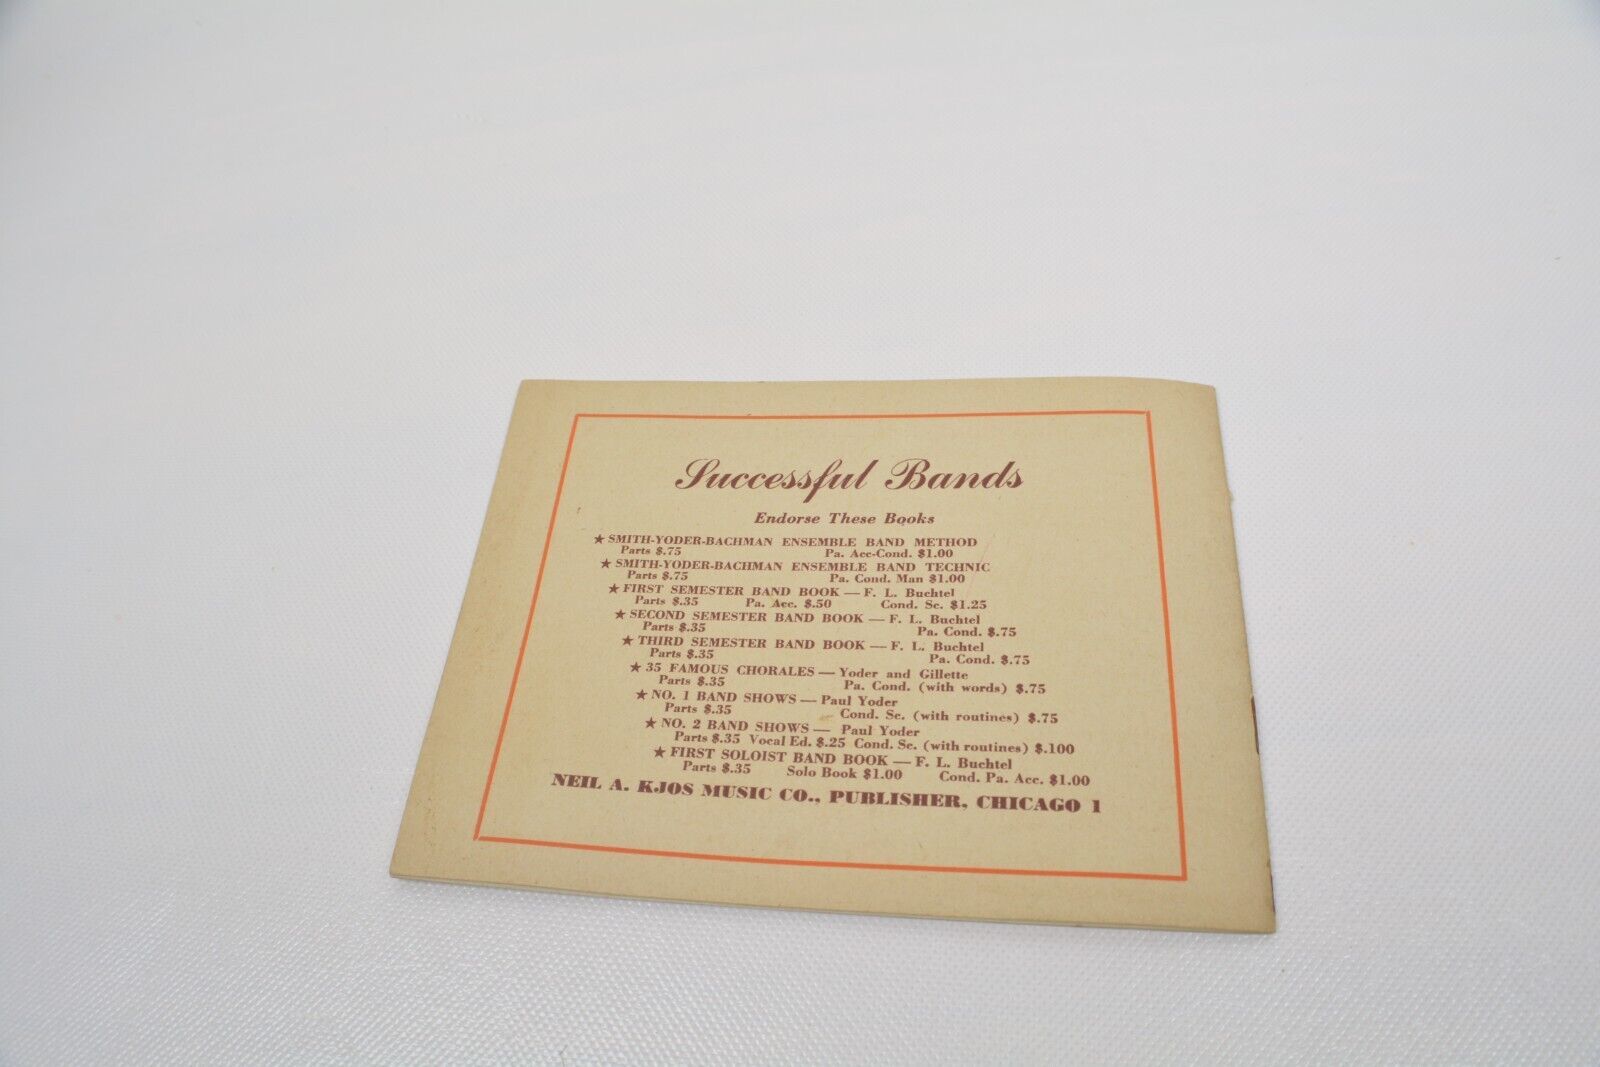 Successful Bands
Endorse These Books
★ SMITH-YODER-BACHMAN ENSEMBLE BAND METHOD
Parts $.75 Pa. Acc-Cond. $1.00
★ SMITH-YODER-BACHMAN ENSEMBLE BAND TECHNIC
Parts $.75 Pa. Cond. Man $1.00
★ FIRST SEMESTER BAND BOOK — F. L. Buchtel
Parts $.35 Pa. Acc. $.50 Cond. Sc. $1.25
★ SECOND SEMESTER BAND BOOK — F. L. Buchtel
Parts $.35 Pa. Cond. $.75
★ THIRD SEMESTER BAND BOOK — F. L. Buchtel
Parts $.35 Pa. Cond. $.75
★ 35 FAMOUS CHORALES — Yoder and Gillette
Parts $.35 Pa. Cond. (with words) $.75
★ NO. 1 BAND SHOWS — Paul Yoder
Parts $.35 Cond. Sc. (with routines) $.75
★ NO. 2 BAND SHOWS — Paul Yoder
Parts $.35 Vocal Ed. $.25 Cond. Sc. (with routines) $.100
★ FIRST SOLOIST BAND BOOK — F. L. Buchtel
Parts $.35 Solo Book $1.00 Cond. Pa. Acc. $1.00
NEIL A. KJOS MUSIC CO., PUBLISHER, CHICAGO 1